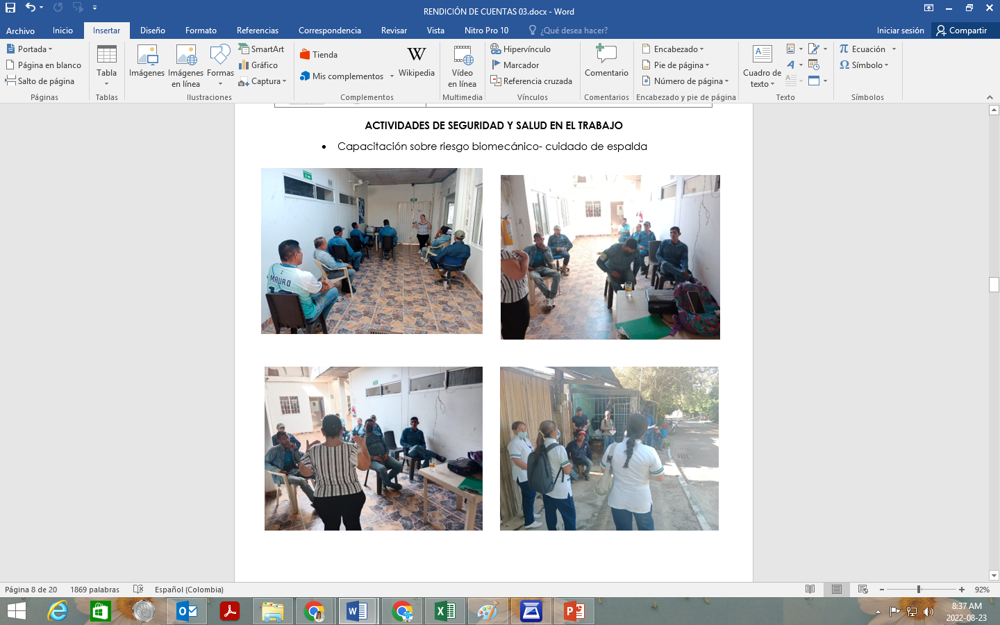 RENDICIÓN DE CUENTAS 03.docx - Word
Archivo
Inicio
Insertar
Diseño
Formato
Referencias
Correspondencia
Revisar
Vista
Nitro Pro 10
¿Qué desea hacer?
Iniciar sesión
Compartir
Portada
Página en blanco
Salto de página
Páginas
Tabla
Tablas
Imágenes
Imágenes
en línea
Formas
SmartArt
Gráfico
Captura
Ilustraciones
Tienda
Mis complementos
W
Wikipedia
Complementos
Vídeo
en línea
Multimedia
Hipervínculo
Marcador
Referencia cruzada
Vínculos
Comentario
Comentarios
Encabezado
Pie de página
Número de página
Encabezado y pie de página
Cuadro de
texto
Texto
π Ecuación
Ω Símbolo
Símbolos
ACTIVIDADES DE SEGURIDAD Y SALUD EN EL TRABAJO
• Capacitación sobre riesgo biomecánico- cuidado de espalda
MAURO
Página 8 de 20
1869 palabras
Español (Colombia)
92%
8:37 AM
2022-08-23